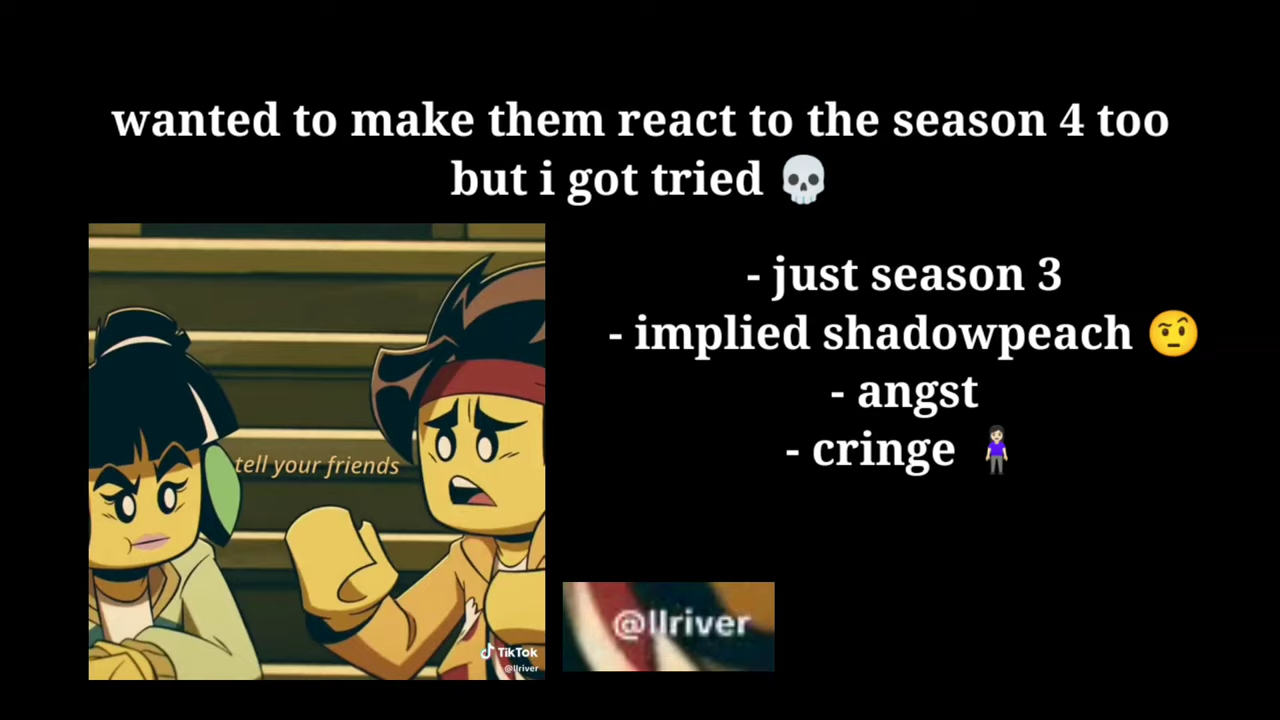 wanted to make them react to the season 4 too
but i got tried 💀
- just season 3
- implied shadowpeach 🤨
- angst
- cringe 🧍🏻‍♀️
tell your friends
TikTok
@llriver
@llriver